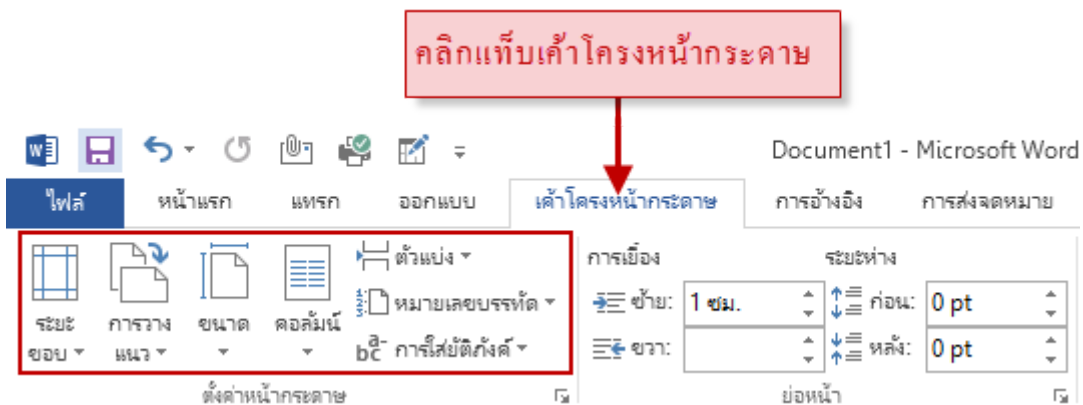 คลิกแท็บเค้าโครงหน้ากระดาษ
Document1 - Microsoft Word
ไฟล์ หน้าแรก แทรก ออกแบบ เค้าโครงหน้ากระดาษ การอ้างอิง การส่งจดหมาย
ระยะขอบ
การวางแนว
ขนาด
คอลัมน์
ตัวแบ่ง
หมายเลขบรรทัด
การใส่ยัติภังค์
ตั้งค่าหน้ากระดาษ
การเยื้อง
ซ้าย: 1 ซม.
ขวา:
ระยะห่าง
ก่อน: 0 pt
หลัง: 0 pt
ย่อหน้า